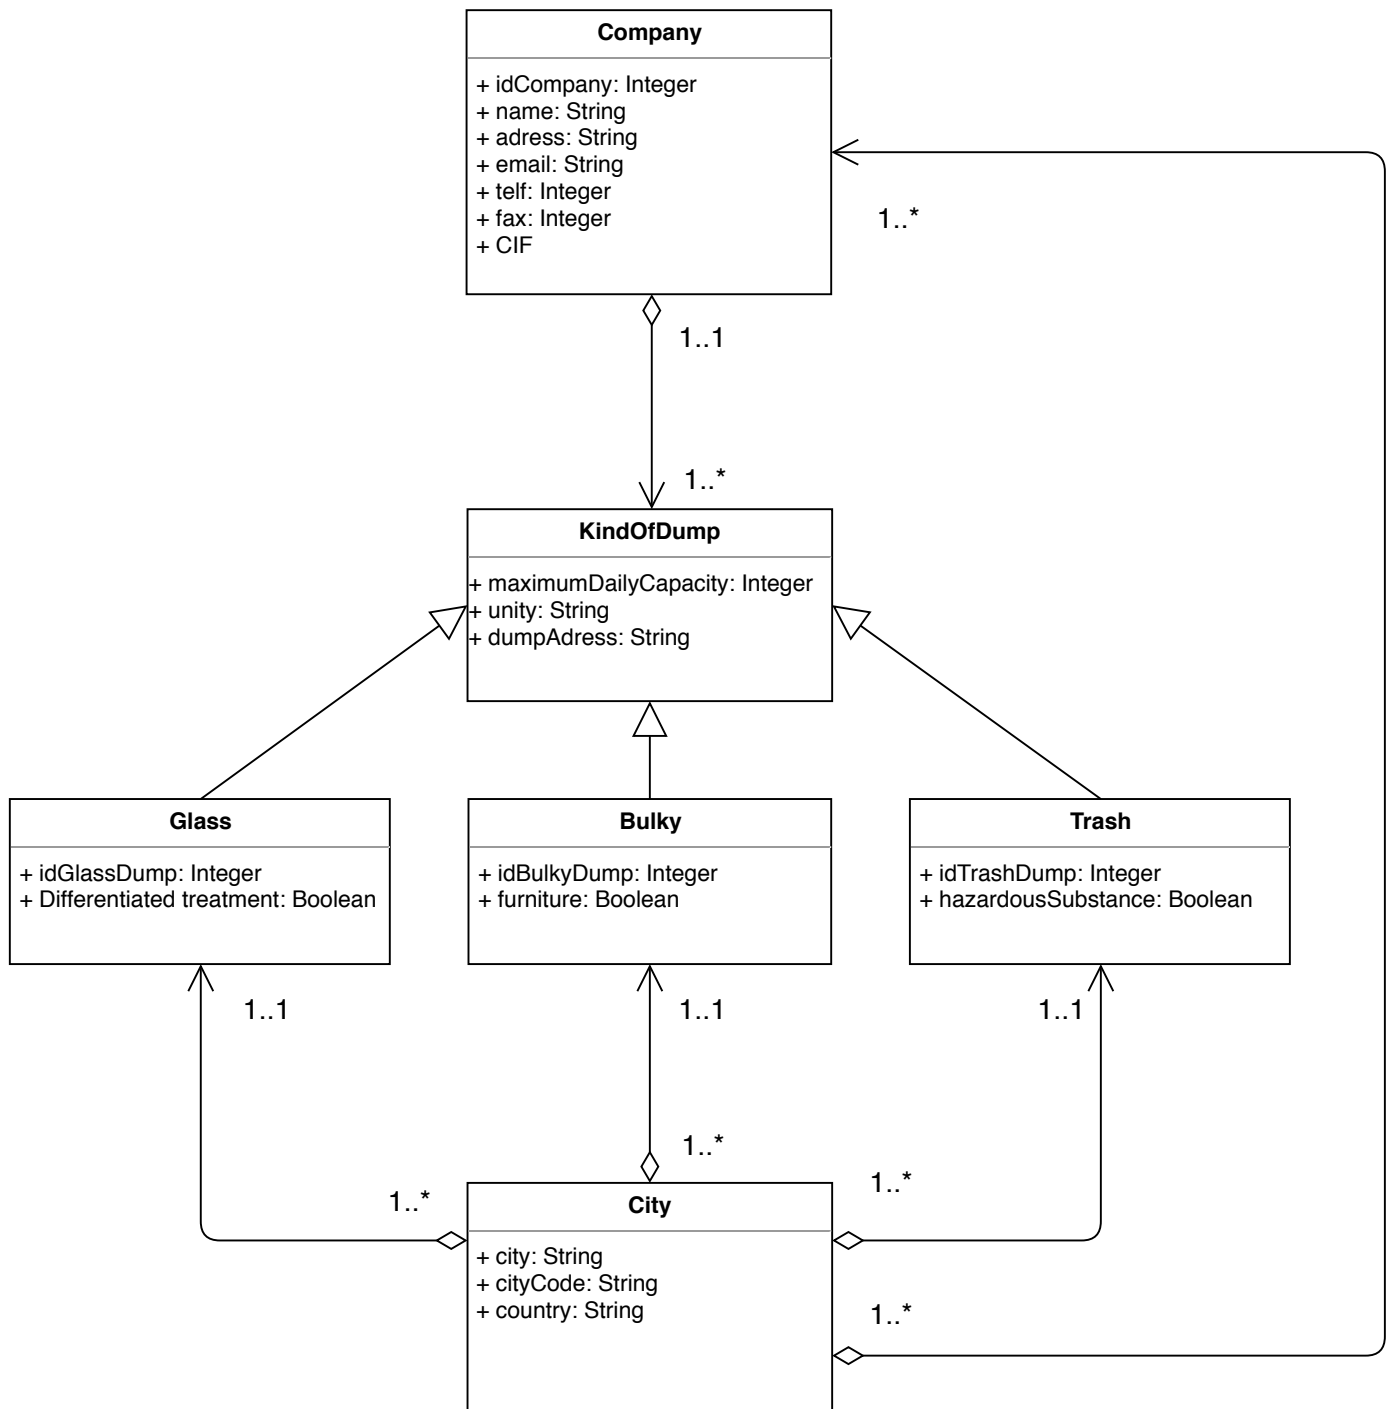 Company
+ idCompany: Integer
+ name: String
+ adress: String
+ email: String
+ telf: Integer
+ fax: Integer
+ CIF
1..*
1..1
1..*
KindOfDump
+ maximumDailyCapacity: Integer
+ unity: String
+ dumpAdress: String
Glass
+ idGlassDump: Integer
+ Differentiated treatment: Boolean
Bulky
+ idBulkyDump: Integer
+ furniture: Boolean
Trash
+ idTrashDump: Integer
+ hazardousSubstance: Boolean
1..1
1..1
1..1
1..*
1..*
1..*
City
+ city: String
+ cityCode: String
+ country: String
1..*